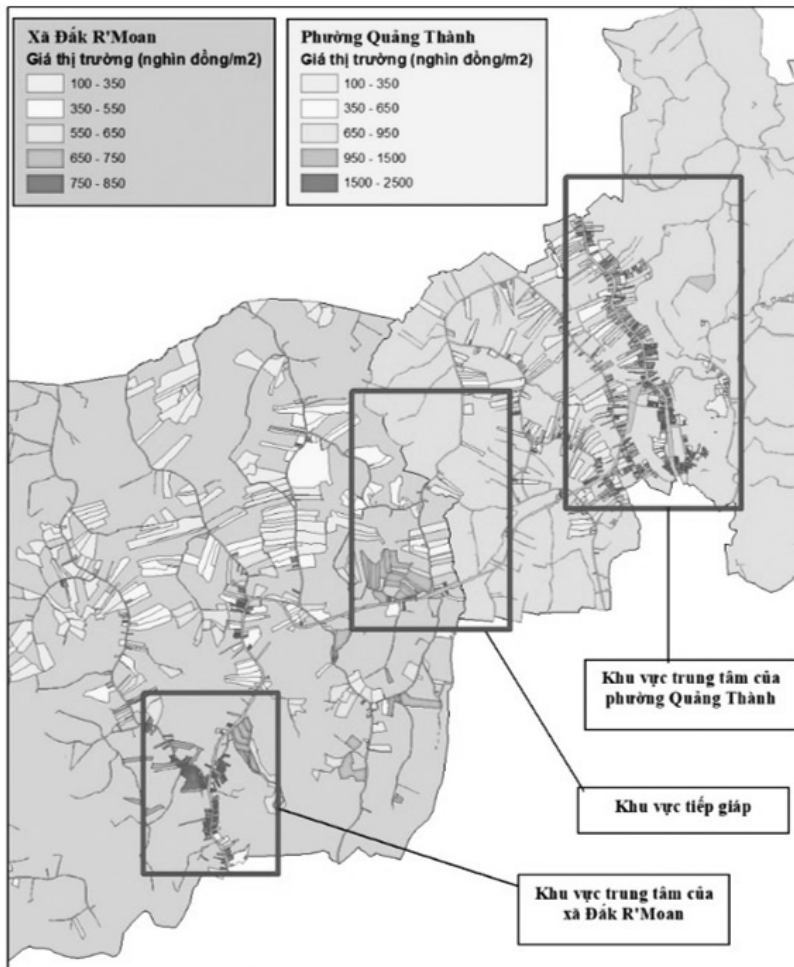 Xã Đắk R'Moan
Giá thị trường (nghìn đồng/m2)
100 - 350
350 - 550
550 - 650
650 - 750
750 - 850
Phường Quảng Thành
Giá thị trường (nghìn đồng/m2)
100 - 350
350 - 650
650 - 950
950 - 1500
1500 - 2500
Khu vực trung tâm của
phường Quảng Thành
Khu vực tiếp giáp
Khu vực trung tâm của
xã Đắk R'Moan